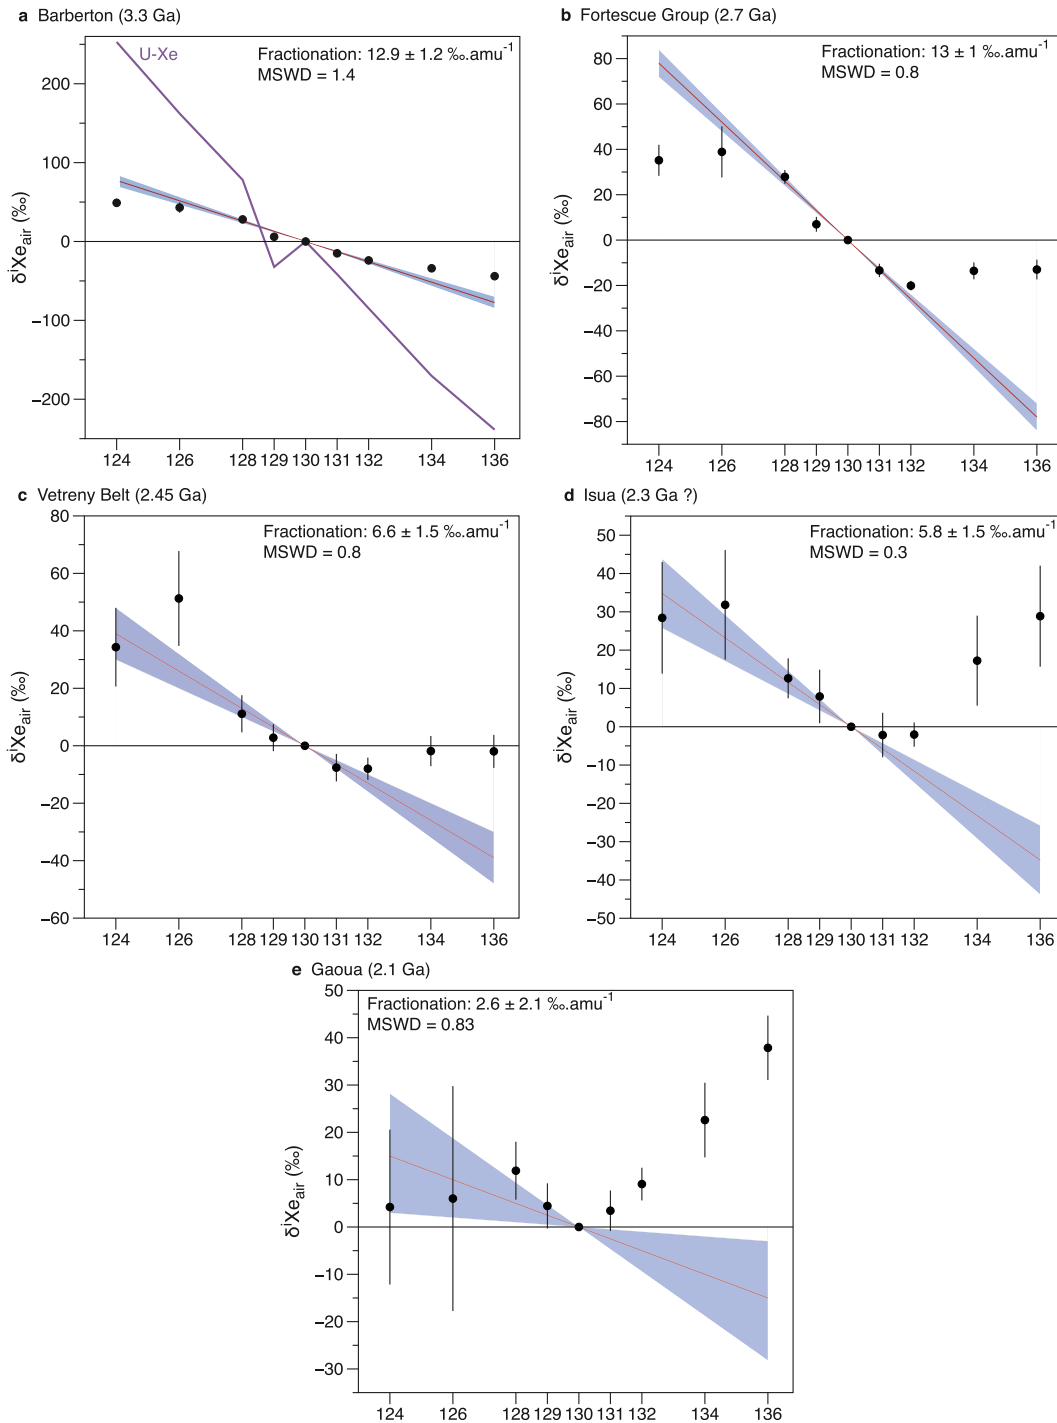 a Barberton (3.3 Ga)
U-Xe
Fractionation: 12.9 ± 1.2 ‰.amu⁻¹
MSWD = 1.4
200
100
0
−100
−200
δⁱXe_air (‰)
124 126 128 129 130 131 132 134 136
b Fortescue Group (2.7 Ga)
Fractionation: 13 ± 1 ‰.amu⁻¹
MSWD = 0.8
80
60
40
20
0
−20
−40
−60
−80
δⁱXe_air (‰)
124 126 128 129 130 131 132 134 136
c Vetreny Belt (2.45 Ga)
Fractionation: 6.6 ± 1.5 ‰.amu⁻¹
MSWD = 0.8
80
60
40
20
0
−20
−40
−60
δⁱXe_air (‰)
124 126 128 129 130 131 132 134 136
d Isua (2.3 Ga ?)
Fractionation: 5.8 ± 1.5 ‰.amu⁻¹
MSWD = 0.3
50
40
30
20
10
0
−10
−20
−30
−40
−50
δⁱXe_air (‰)
124 126 128 129 130 131 132 134 136
e Gaoua (2.1 Ga)
Fractionation: 2.6 ± 2.1 ‰.amu⁻¹
MSWD = 0.83
50
40
30
20
10
0
−10
−20
−30
δⁱXe_air (‰)
124 126 128 129 130 131 132 134 136